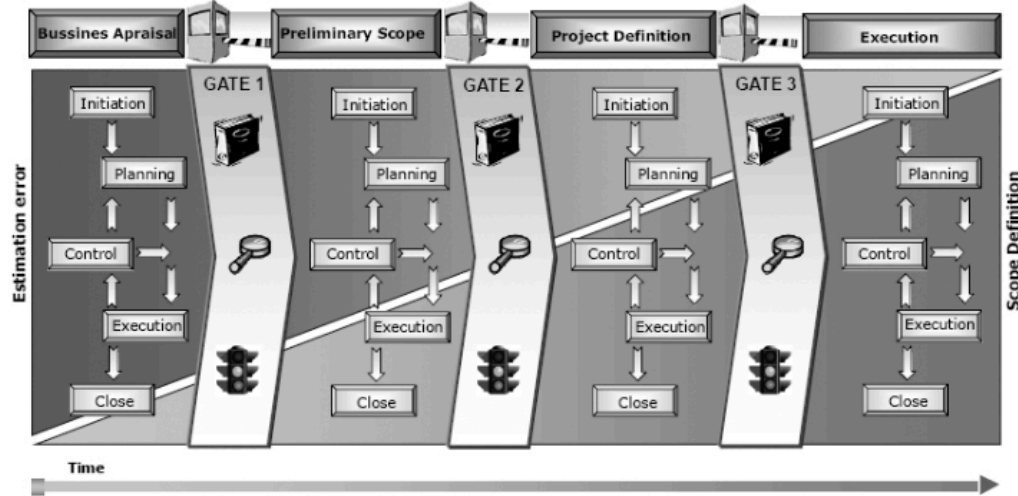 Bussines Apraisal
Preliminary Scope
Project Definition
Execution
GATE 1
GATE 2
GATE 3
Estimation error
Initiation
Planning
Control
Execution
Close
Initiation
Planning
Control
Execution
Close
Initiation
Planning
Control
Execution
Close
Initiation
Planning
Control
Execution
Close
Scope Definition
Time